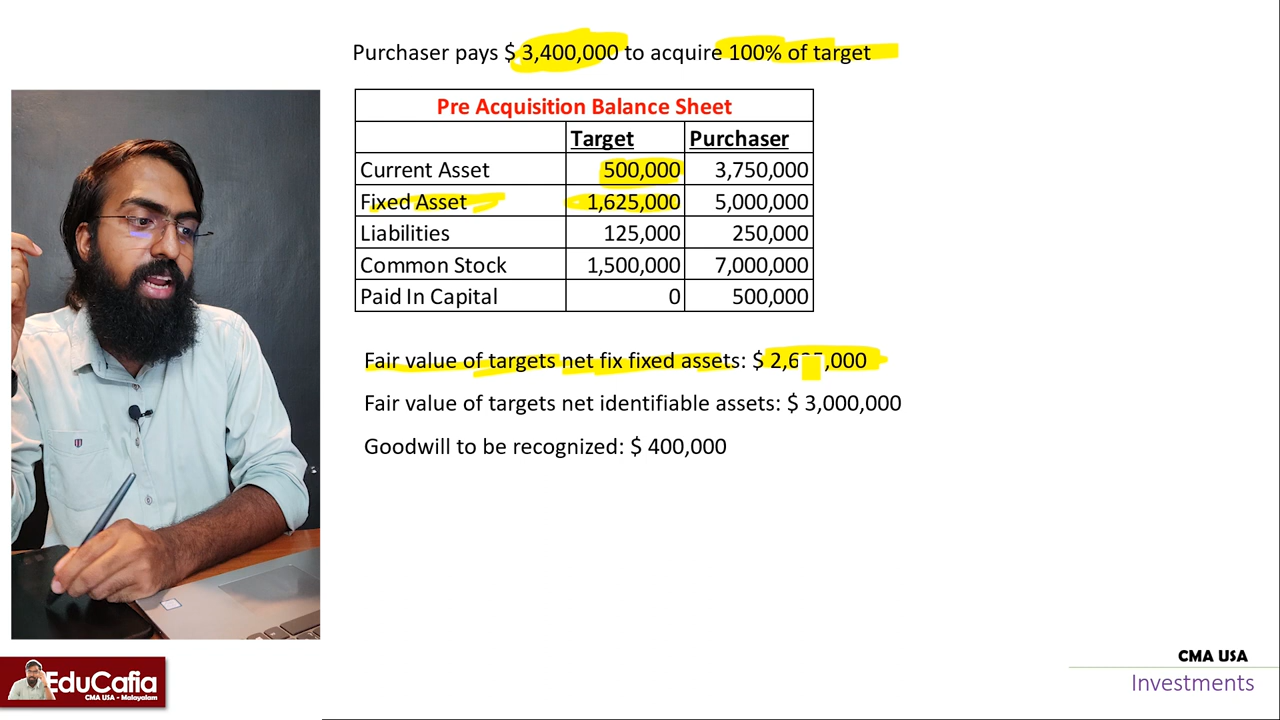 Purchaser pays $ 3,400,000 to acquire 100% of target
Pre Acquisition Balance Sheet
Target Purchaser
Current Asset 500,000 3,750,000
Fixed Asset 1,625,000 5,000,000
Liabilities 125,000 250,000
Common Stock 1,500,000 7,000,000
Paid In Capital 0 500,000
Fair value of targets net fix fixed assets: $
Fair value of targets net identifiable assets: $ 3,000,000
Goodwill to be recognized: $ 400,000
EduCafia
CMA USA - Malayalam
CMA USA
Investments